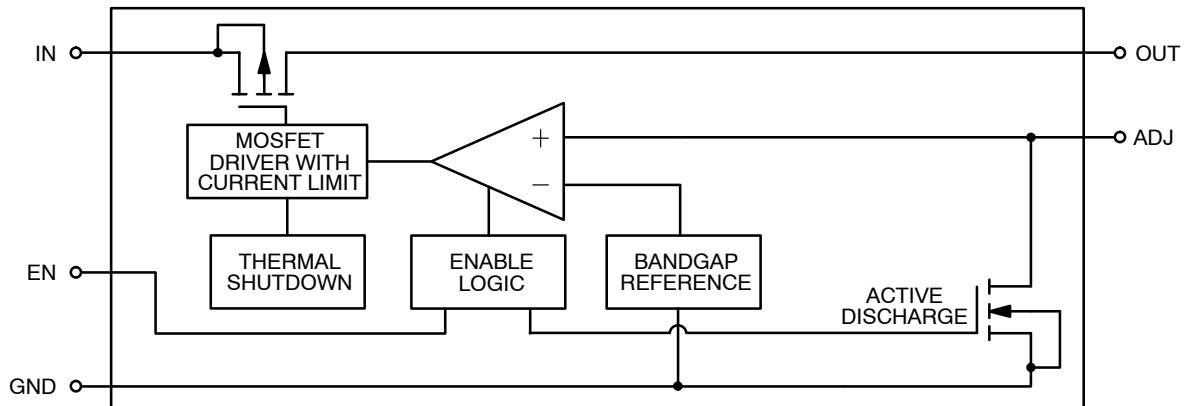 IN
OUT
ADJ
MOSFET
DRIVER WITH
CURRENT LIMIT
+
−
THERMAL
SHUTDOWN
ENABLE
LOGIC
BANDGAP
REFERENCE
EN
ACTIVE
DISCHARGE
GND